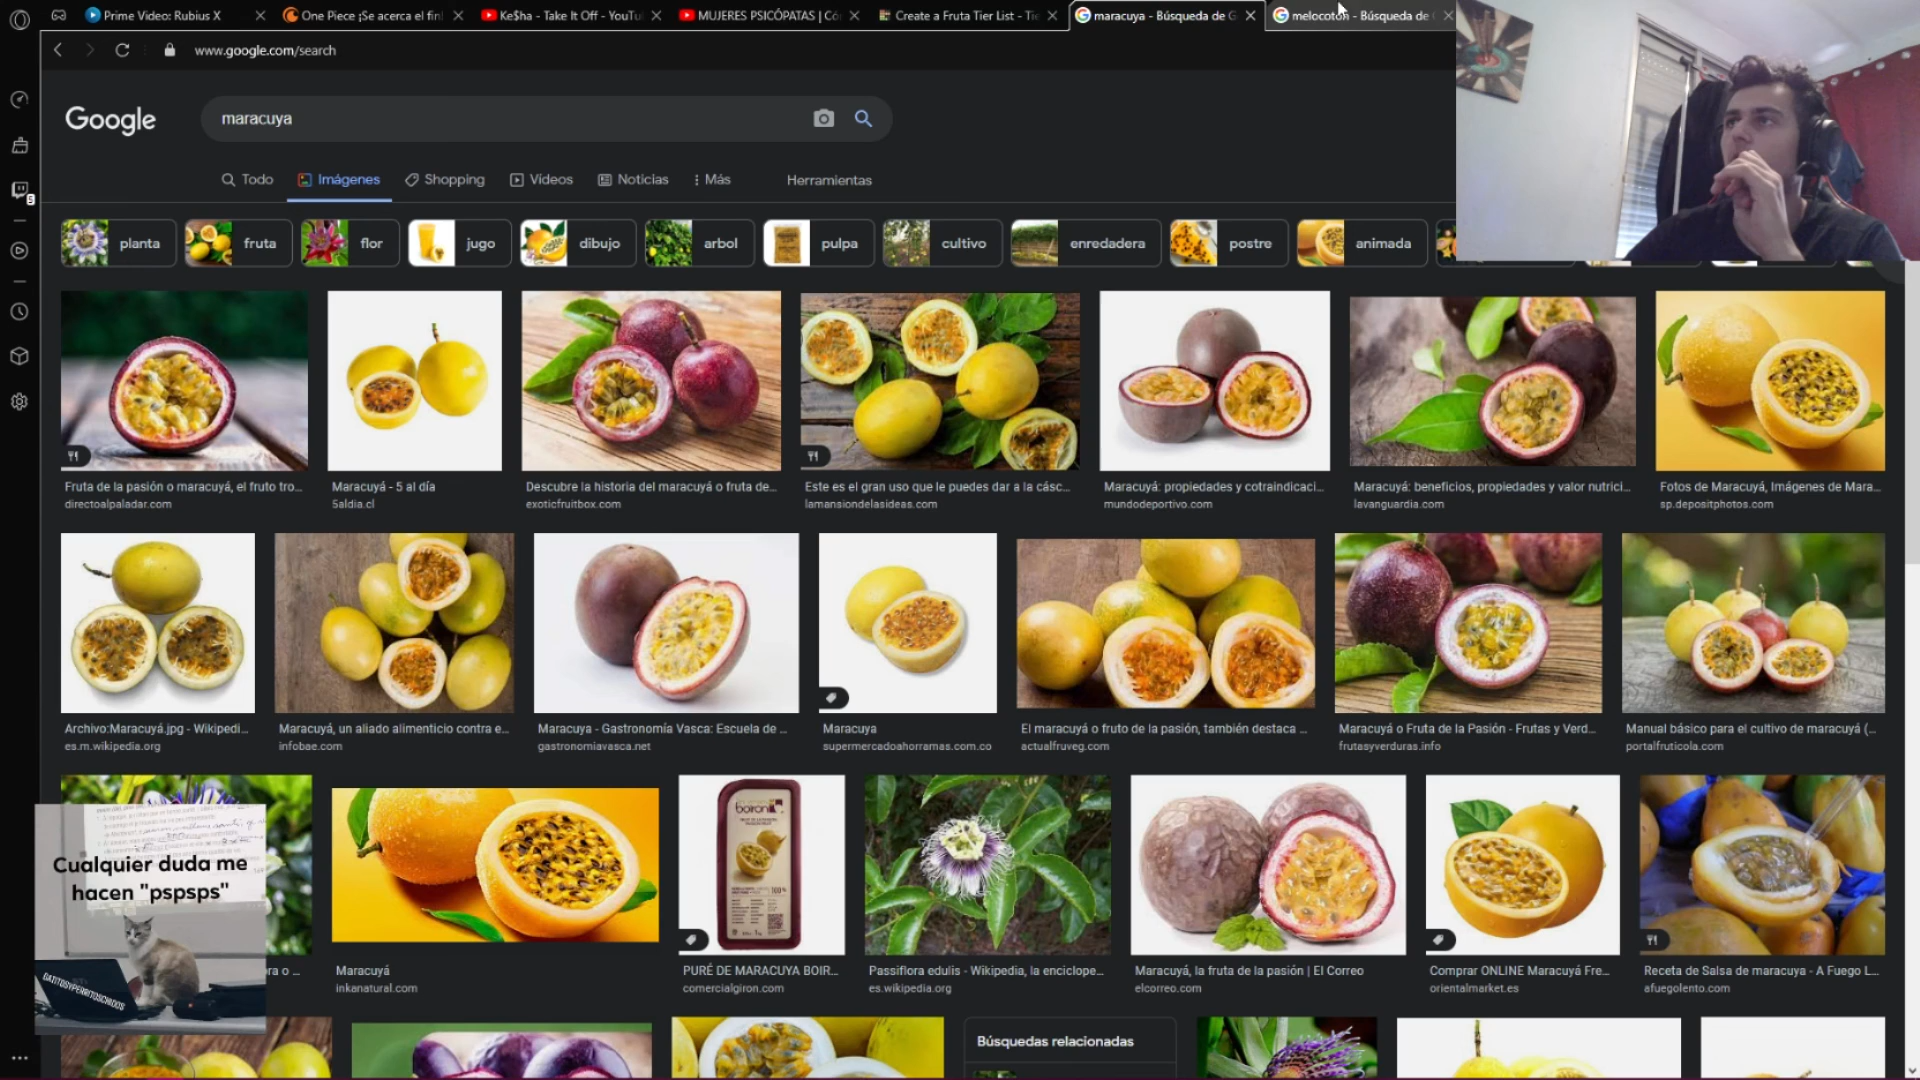 Prime Video: Rubius X
One Piece ¡Se acerca el fin
Ke$ha - Take It Off - YouTu
MUJERES PSICÓPATAS | Có
Create a Fruta Tier List - Tie
maracuya - Búsqueda de G
melocoton - Búsqueda de
www.google.com/search
Google
maracuya
Todo
Imágenes
Shopping
Vídeos
Noticias
Más
Herramientas
5
planta
fruta
flor
jugo
dibujo
arbol
pulpa
cultivo
enredadera
postre
animada
Fruta de la pasión o maracuyá, el fruto tro...
directoalpaladar.com
Maracuyá - 5 al día
5aldia.cl
Descubre la historia del maracuyá o fruta de...
exoticfruitbox.com
Este es el gran uso que le puedes dar a la cásc...
lamansiondelasideas.com
Maracuyá: propiedades y cotraindicaci...
mundodeportivo.com
Maracuyá: beneficios, propiedades y valor nutrici...
lavanguardia.com
Fotos de Maracuyá, Imágenes de Mara...
sp.depositphotos.com
Archivo:Maracuyá.jpg - Wikipedi...
es.m.wikipedia.org
Maracuyá, un aliado alimenticio contra e...
infobae.com
Maracuya - Gastronomía Vasca: Escuela de ...
gastronomiavasca.net
Maracuya
supermercadoahorramas.com.co
El maracuyá o fruto de la pasión, también destaca ...
actualfruveg.com
Maracuyá o Fruta de la Pasión - Frutas y Verd...
frutasyverduras.info
Manual básico para el cultivo de maracuyá (...
portalfruticola.com
Cualquier duda me
hacen "pspsps"
GATITOSYPERRITOSCHIDOS
ra o ...
Maracuyá
inkanatural.com
boiron
PURÉ DE MARACUYA BOIR...
comercialgiron.com
Passiflora edulis - Wikipedia, la enciclope...
es.wikipedia.org
Maracuyá, la fruta de la pasión | El Correo
elcorreo.com
Comprar ONLINE Maracuyá Fre...
orientalmarket.es
Receta de Salsa de maracuya - A Fuego L...
afuegolento.com
Búsquedas relacionadas